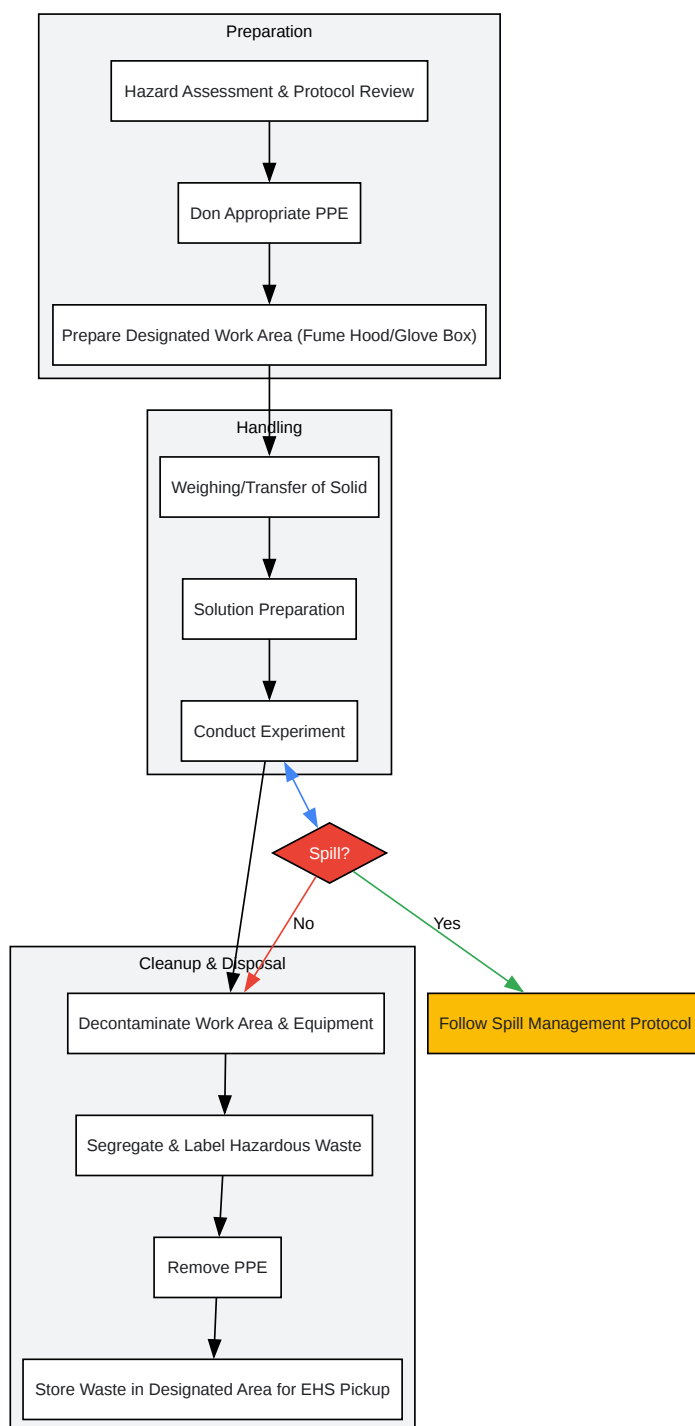 Preparation
Hazard Assessment & Protocol Review
Don Appropriate PPE
Prepare Designated Work Area (Fume Hood/Glove Box)
Handling
Weighing/Transfer of Solid
Solution Preparation
Conduct Experiment
Spill?
No
Yes
Cleanup & Disposal
Decontaminate Work Area & Equipment
Follow Spill Management Protocol
Segregate & Label Hazardous Waste
Remove PPE
Store Waste in Designated Area for EHS Pickup